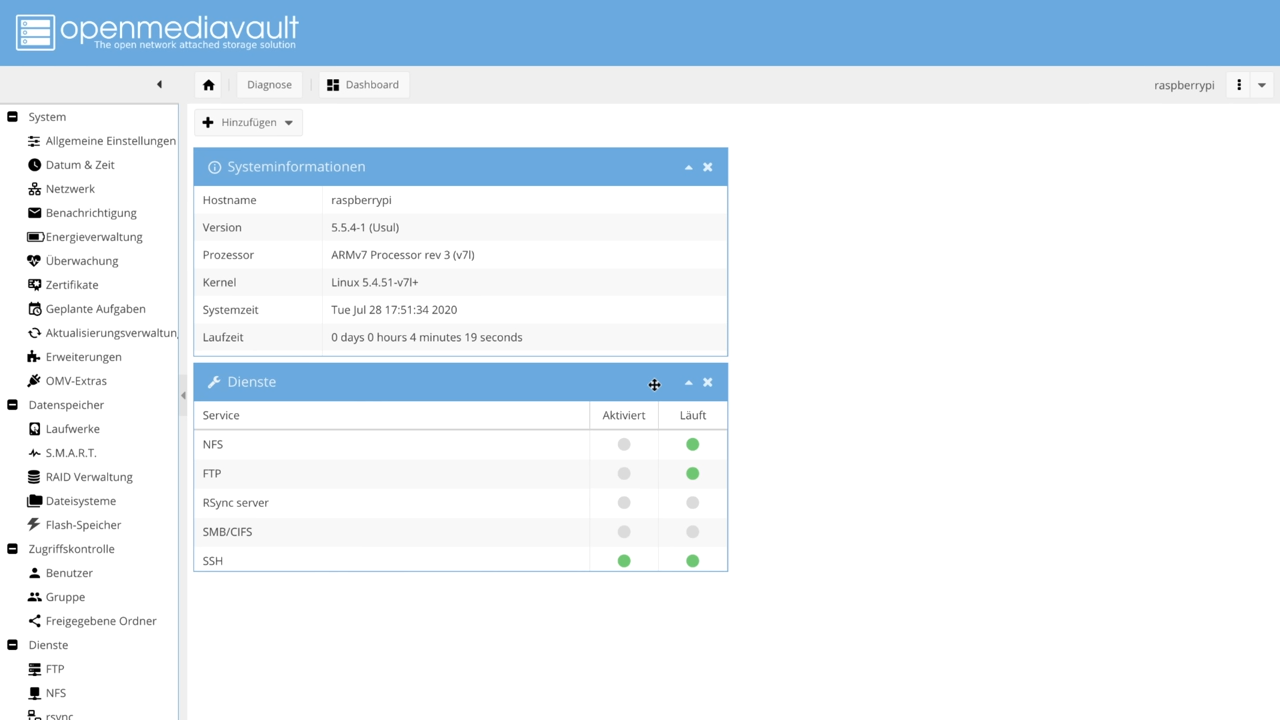 openmediavault
The open network attached storage solution
Diagnose
Dashboard
raspberrypi
System
Allgemeine Einstellungen
Datum & Zeit
Netzwerk
Benachrichtigung
Energieverwaltung
Überwachung
Zertifikate
Geplante Aufgaben
Aktualisierungsverwaltun
Erweiterungen
OMV-Extras
Datenspeicher
Laufwerke
S.M.A.R.T.
RAID Verwaltung
Dateisysteme
Flash-Speicher
Zugriffskontrolle
Benutzer
Gruppe
Freigegebene Ordner
Dienste
FTP
NFS
rsync
Hinzufügen
Systeminformationen
Hostname raspberrypi
Version 5.5.4-1 (Usul)
Prozessor ARMv7 Processor rev 3 (v7l)
Kernel Linux 5.4.51-v7l+
Systemzeit Tue Jul 28 17:51:34 2020
Laufzeit 0 days 0 hours 4 minutes 19 seconds
Dienste
Service Aktiviert Läuft
NFS
FTP
RSync server
SMB/CIFS
SSH